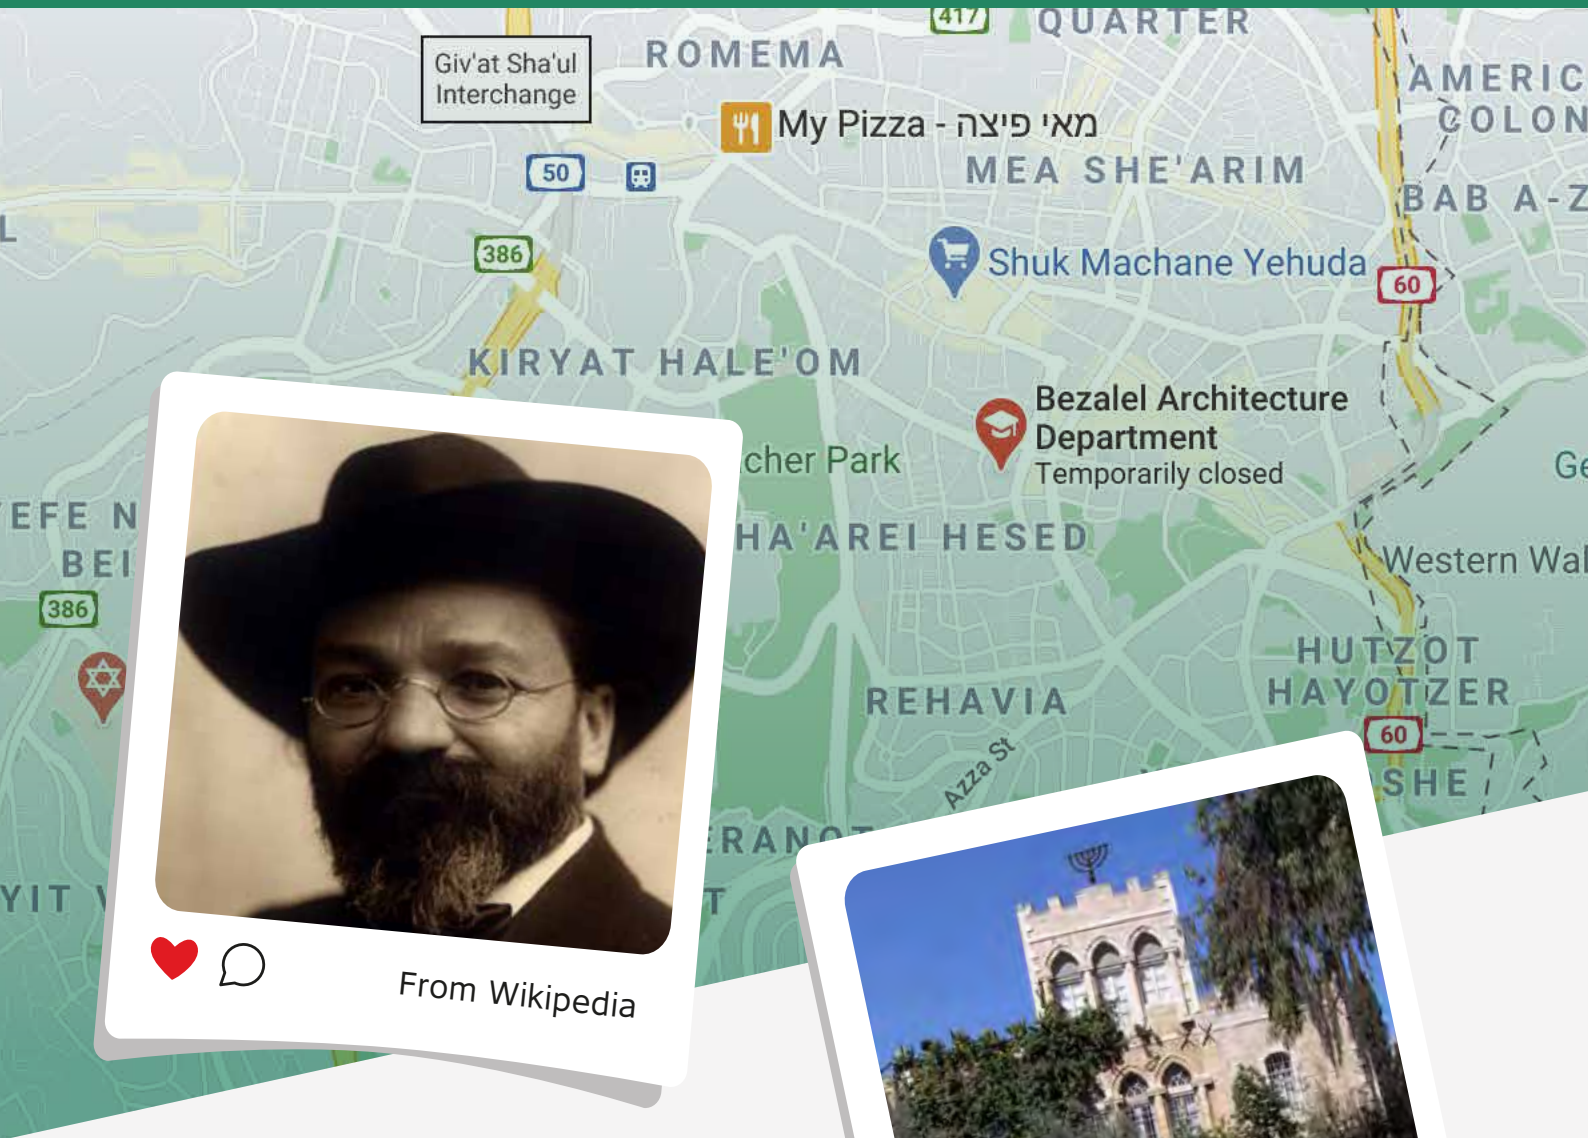 417
QUARTER
ROMEMA
Giv'at Sha'ul
Interchange
AMERIC
COLON
My Pizza - מאי פיצה
MEA SHE'ARIM
50
BAB A-Z
L
386
Shuk Machane Yehuda
60
KIRYAT HALE'OM
Bezalel Architecture
Department
Temporarily closed
cher Park
Ge
EFE N
BEI
HA'AREI HESED
Western Wal
386
HUTZOT
HAYOTZER
REHAVIA
60
Azza St
SHE
ERANOT
YIT V
T
From Wikipedia